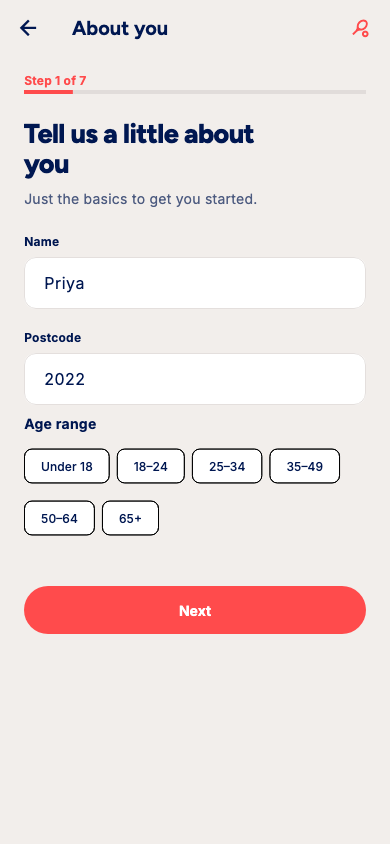 About you
Step 1 of 7
Tell us a little about
you
Just the basics to get you started.
Name
Priya
Postcode
2022
Age range
Under 18
18–24
25–34
35–49
50–64
65+
Next